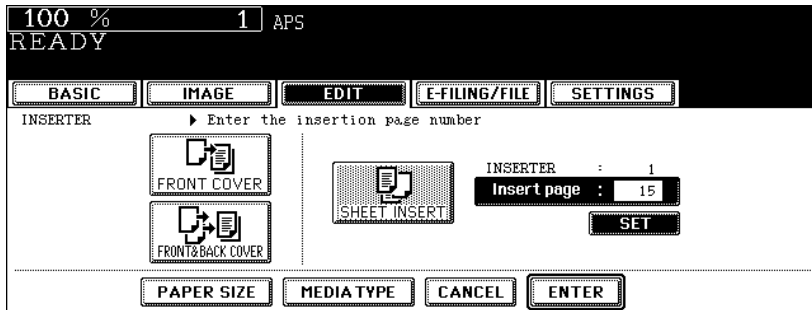 100 % 1 APS
READY
BASIC IMAGE EDIT E-FILING/FILE SETTINGS
INSERTER ▶ Enter the insertion page number
FRONT COVER
FRONT&BACK COVER
SHEET INSERT
INSERTER : 1
Insert page : 15
SET
PAPER SIZE MEDIA TYPE CANCEL ENTER